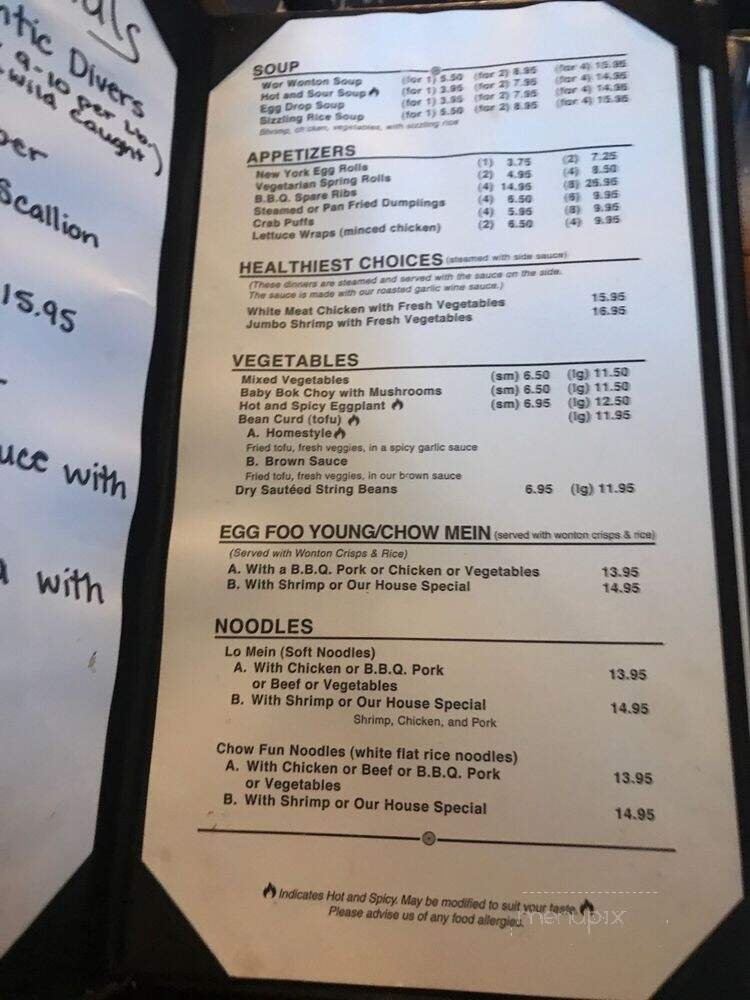 als
ntic Divers
9-10 per Lb.
wild caught)
per
Scallion
15.95
uce with
with
SOUP
Wor Wonton Soup (for 1) 5.50 (for 2) 8.95 (for 4) 15.95
Hot and Sour Soup (for 1) 3.95 (for 2) 7.95 (for 4) 14.95
Egg Drop Soup (for 1) 3.95 (for 2) 7.95 (for 4) 14.95
Sizzling Rice Soup (for 1) 5.50 (for 2) 8.95 (for 4) 15.95
Shrimp, chicken, vegetables, with sizzling rice
APPETIZERS
New York Egg Rolls (1) 3.75 (2) 7.25
Vegetarian Spring Rolls (2) 4.95 (4) 8.50
B.B.Q. Spare Ribs (4) 14.95 (8) 26.95
Steamed or Pan Fried Dumplings (4) 6.50 (6) 9.95
Crab Puffs (4) 5.95 (8) 9.95
Lettuce Wraps (minced chicken) (2) 6.50 (4) 9.95
HEALTHIEST CHOICES (steamed with side sauce)
(These dinners are steamed and served with the sauce on the side.
The sauce is made with our roasted garlic wine sauce.)
White Meat Chicken with Fresh Vegetables 15.95
Jumbo Shrimp with Fresh Vegetables 16.95
VEGETABLES
Mixed Vegetables (sm) 6.50 (lg) 11.50
Baby Bok Choy with Mushrooms (sm) 6.50 (lg) 11.50
Hot and Spicy Eggplant (sm) 6.95 (lg) 12.50
Bean Curd (tofu) (lg) 11.95
A. Homestyle
Fried tofu, fresh veggies, in a spicy garlic sauce
B. Brown Sauce
Fried tofu, fresh veggies, in our brown sauce
Dry Sautéed String Beans 6.95 (lg) 11.95
EGG FOO YOUNG/CHOW MEIN (served with wonton crisps & rice)
(Served with Wonton Crisps & Rice)
A. With a B.B.Q. Pork or Chicken or Vegetables 13.95
B. With Shrimp or Our House Special 14.95
NOODLES
Lo Mein (Soft Noodles)
A. With Chicken or B.B.Q. Pork 13.95
or Beef or Vegetables
B. With Shrimp or Our House Special 14.95
Shrimp, Chicken, and Pork
Chow Fun Noodles (white flat rice noodles)
A. With Chicken or Beef or B.B.Q. Pork 13.95
or Vegetables
B. With Shrimp or Our House Special 14.95
Indicates Hot and Spicy. May be modified to suit your taste.
Please advise us of any food allergies.
menupix